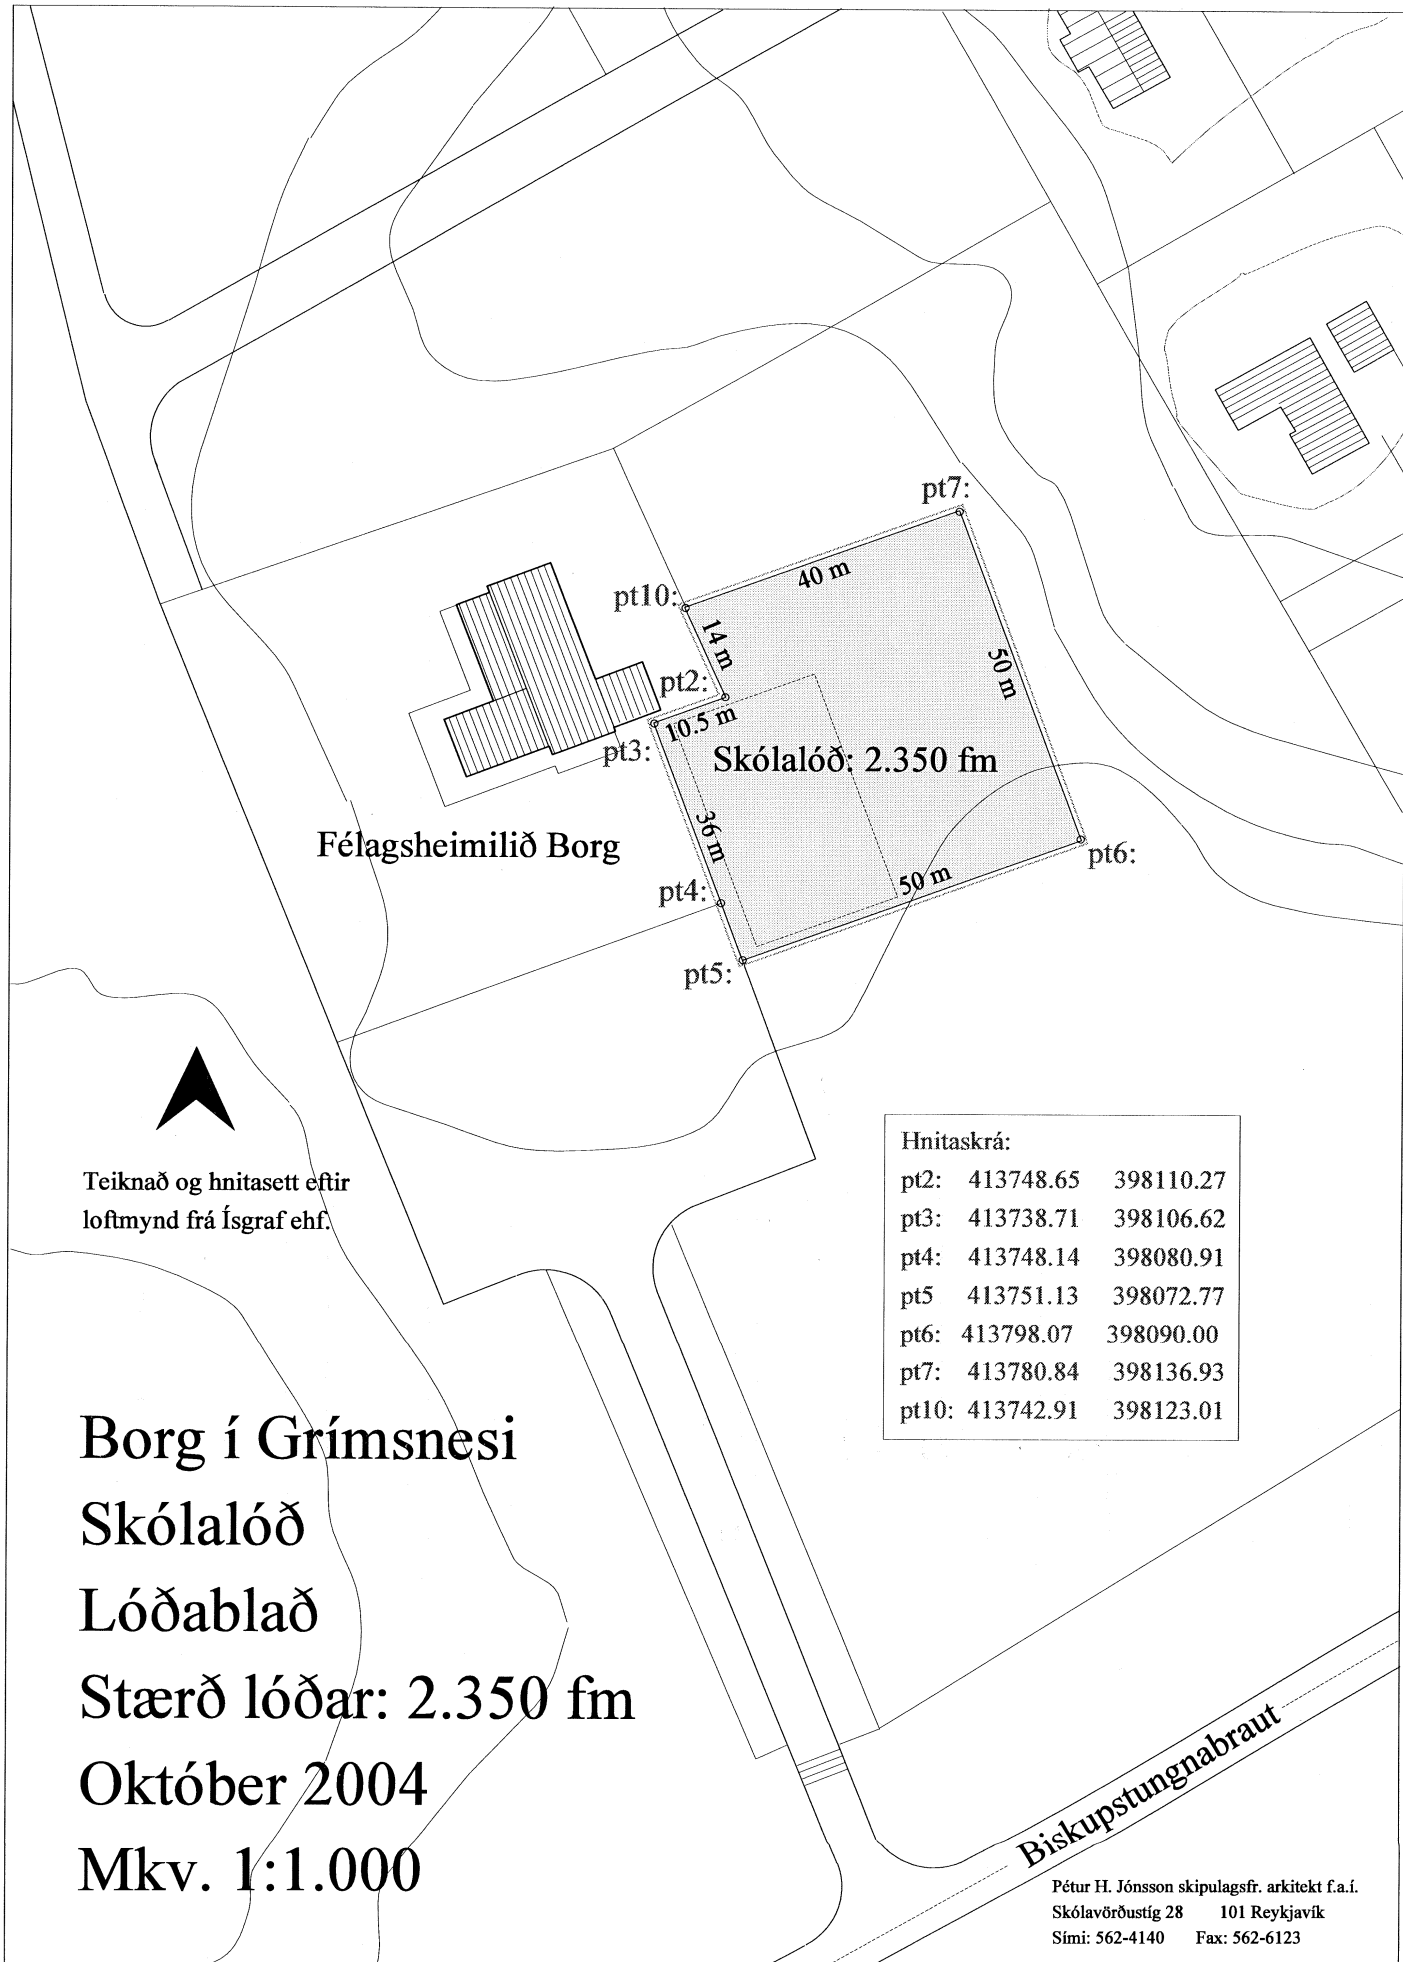 pt7:
40 m
pt10:
14 m
50 m
pt2:
10.5 m
pt3:
Skólalóð: 2.350 fm
36 m
Félagsheimilið Borg
50 m
pt6:
pt4:
pt5:
Teiknað og hnitasett eftir
loftmynd frá Ísgraf ehf.
Hnitaskrá:
pt2: 413748.65 398110.27
pt3: 413738.71 398106.62
pt4: 413748.14 398080.91
pt5 413751.13 398072.77
pt6: 413798.07 398090.00
pt7: 413780.84 398136.93
pt10: 413742.91 398123.01
Borg í Grímsnesi
Skólalóð
Lóðablað
Stærð lóðar: 2.350 fm
Október 2004
Mkv. 1:1.000
Biskupstungnabraut
Pétur H. Jónsson skipulagsfr. arkitekt f.a.í.
Skólavörðustíg 28 101 Reykjavík
Sími: 562-4140 Fax: 562-6123